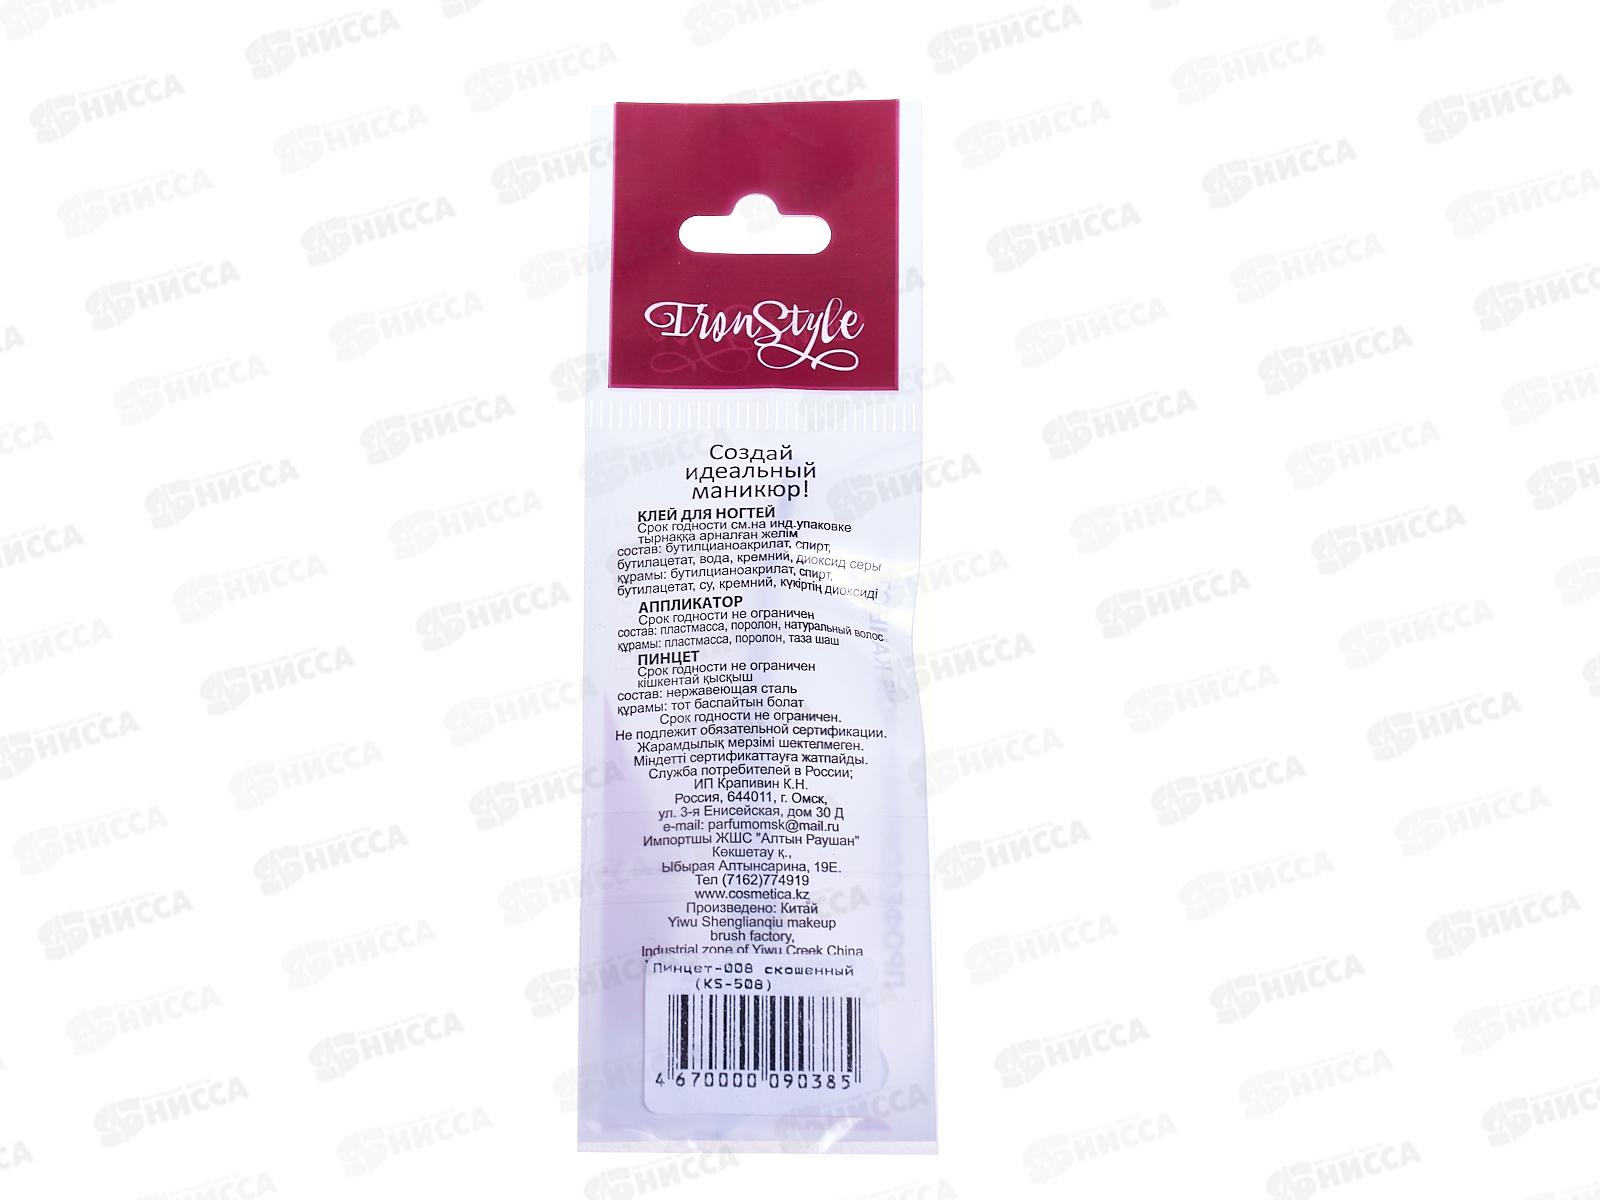 IronStyle
Создай
идеальный
маникюр!
КЛЕЙ ДЛЯ НОГТЕЙ
Срок годности см.на инд.упаковке
тырнаққа арналған желім
состав: бутилцианоакрилат, спирт,
бутилацетат, вода, кремний, диоксид серы
құрамы: бутилцианоакрилат, спирт,
бутилацетат, су, кремний, күкіртің диоксиді
АППЛИКАТОР
Срок годности не ограничен
состав: пластмасса, поролон, натуральный волос
құрамы: пластмасса, поролон, таза шаш
ПИНЦЕТ
Срок годности не ограничен
кішкентай қысқыш
состав: нержавеющая сталь
құрамы: тот баспайтын болат
Срок годности не ограничен.
Не подлежит обязательной сертификации.
Жарамдылық мерзімі шектелмеген.
Міндетті сертификаттауға жатпайды.
Служба потребителей в России;
ИП Крапивин К.Н.
Россия, 644011, г. Омск,
ул. 3-я Енисейская, дом 30 Д
e-mail: parfumomsk@mail.ru
Импортшы ЖШС "Алтын Раушан"
Көкшетау қ.,
Ыбырая Алтынсарина, 19Е.
Тел (7162)774919
www.cosmetica.kz
Произведено: Китай
Yiwu Shenglianqiu makeup
brush factory,
Industrial zone of Yiwu Creek China
Пинцет-008 скошенный
(KS-508)
4 670000 090385